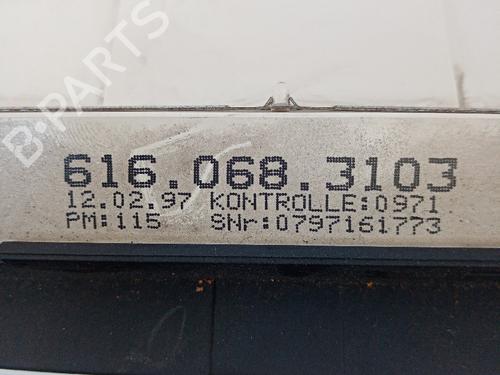 B-PARTS
616.068.3103
12.02.97 KONTROLLE:0971
PM:115 SNr:0797161773